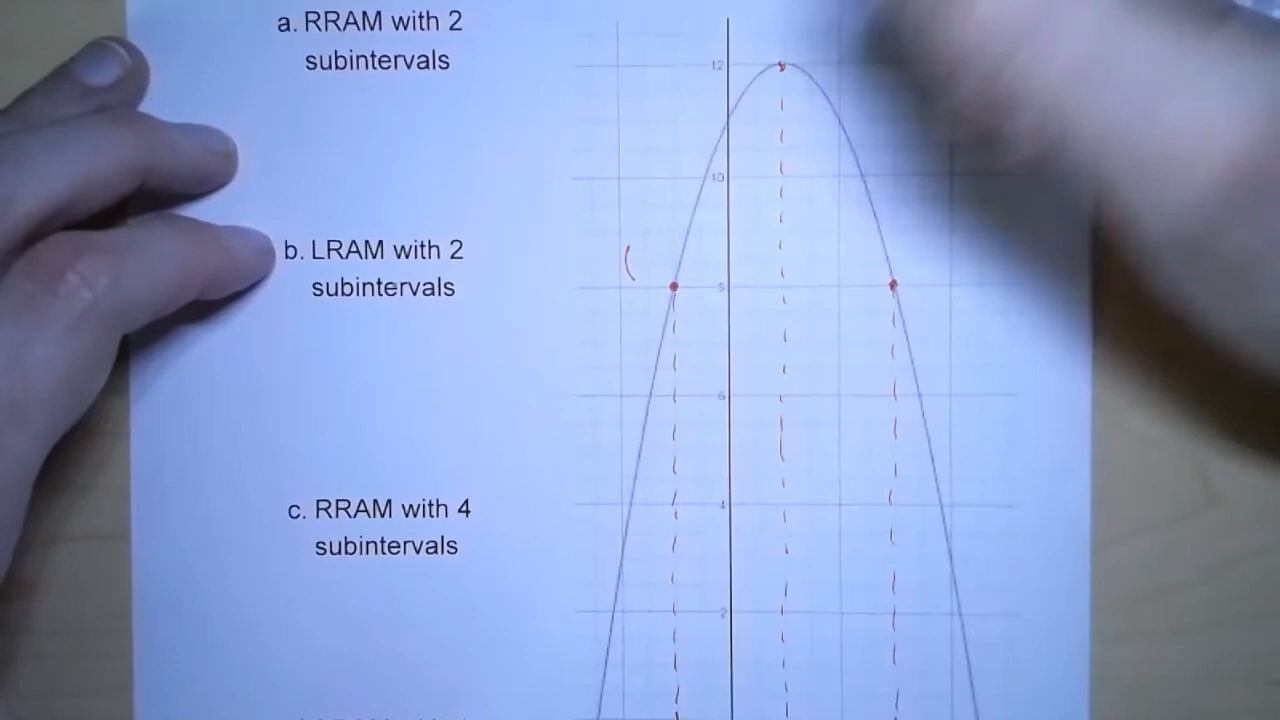 a. RRAM with 2
subintervals
12
10
b. LRAM with 2
subintervals
(
8
6
c. RRAM with 4
subintervals
4
2